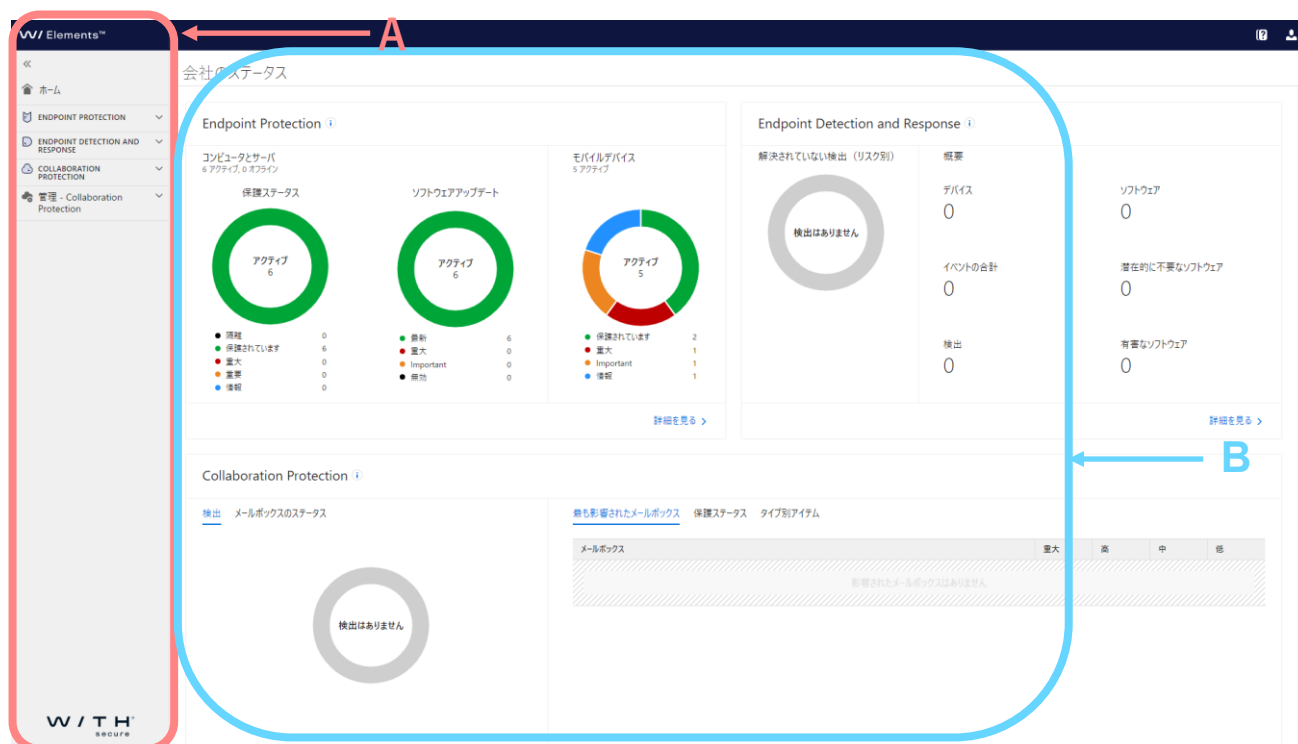 W/ Elements™
A
«
ホーム
ENDPOINT PROTECTION
ENDPOINT DETECTION AND
RESPONSE
COLLABORATION
PROTECTION
管理 - Collaboration
Protection
W / T H
secure
会社のステータス
Endpoint Protection
コンピュータとサーバ
6 アクティブ, 0 オフライン
保護ステータス
アクティブ
6
隔離 0
保護されています 6
重大 0
重要 0
情報 0
ソフトウェアアップデート
アクティブ
6
最新 6
重大 0
Important 0
無効 0
モバイルデバイス
5 アクティブ
アクティブ
5
保護されています 2
重大 1
Important 1
情報 1
詳細を見る
Endpoint Detection and Response
解決されていない検出（リスク別）
検出はありません
概要
デバイス
0
ソフトウェア
0
イベントの合計
0
潜在的に不要なソフトウェア
0
検出
0
有害なソフトウェア
0
詳細を見る
B
Collaboration Protection
検出 メールボックスのステータス
検出はありません
最も影響されたメールボックス 保護ステータス タイプ別アイテム
メールボックス 重大 高 中 低
影響されたメールボックスはありません